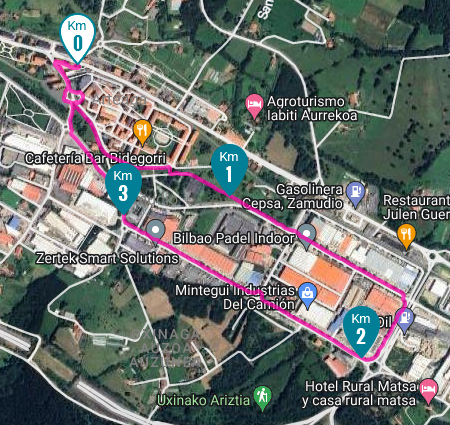 Km
0
San
Agroturismo
Iabiti Aurrekoa
Cafetería Bar Bidegorri
Km
1
Km
3
Gasolinera
Cepsa, Zamudio
Restaurant
Julen Guer
Bilbao Padel Indoor
Zertek Smart Solutions
Mintegui Industrias
Del Camión
Km
2
Oil
Uxinako Ariztia
Hotel Rural Matsa
y casa rural matsa